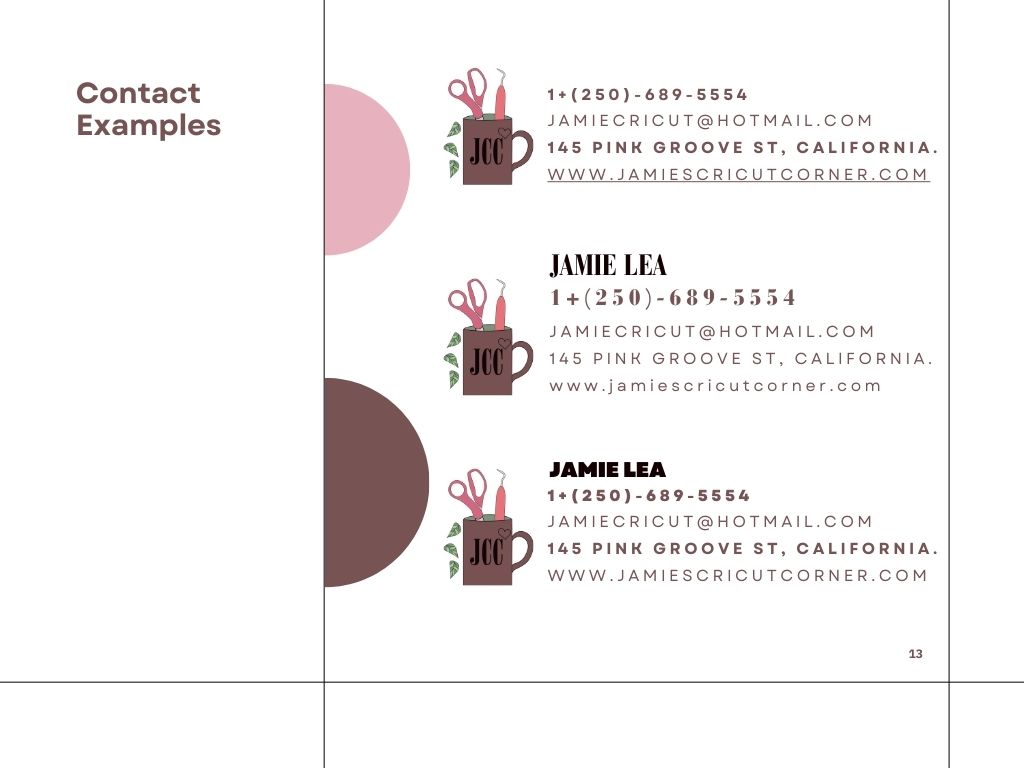 Contact
Examples
JCC
1+(250)-689-5554
JAMIECRICUT@HOTMAIL.COM
145 PINK GROOVE ST, CALIFORNIA.
WWW.JAMIESCRICUTCORNER.COM
JCC
JAMIE LEA
1+(250)-689-5554
JAMIECRICUT@HOTMAIL.COM
145 PINK GROOVE ST, CALIFORNIA.
www.jamiescricutcorner.com
JCC
JAMIE LEA
1+(250)-689-5554
JAMIECRICUT@HOTMAIL.COM
145 PINK GROOVE ST, CALIFORNIA.
WWW.JAMIESCRICUTCORNER.COM
13